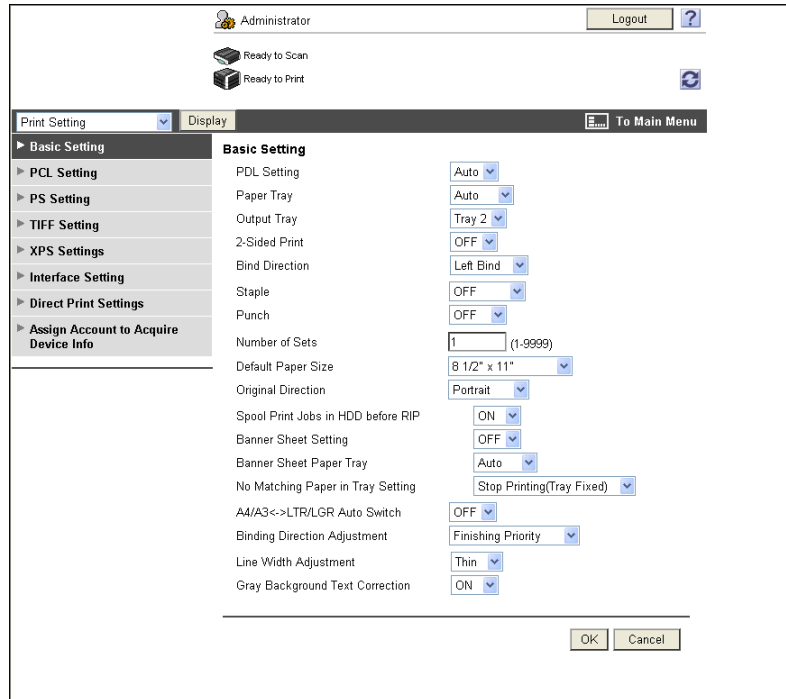 Administrator Logout ?
Ready to Scan
Ready to Print
Print Setting Display To Main Menu
Basic Setting
PCL Setting
PS Setting
TIFF Setting
XPS Settings
Interface Setting
Direct Print Settings
Assign Account to Acquire
Device Info
Basic Setting
PDL Setting Auto
Paper Tray Auto
Output Tray Tray 2
2-Sided Print OFF
Bind Direction Left Bind
Staple OFF
Punch OFF
Number of Sets 1 (1-9999)
Default Paper Size 8 1/2" x 11"
Original Direction Portrait
Spool Print Jobs in HDD before RIP ON
Banner Sheet Setting OFF
Banner Sheet Paper Tray Auto
No Matching Paper in Tray Setting Stop Printing(Tray Fixed)
A4/A3<->LTR/LGR Auto Switch OFF
Binding Direction Adjustment Finishing Priority
Line Width Adjustment Thin
Gray Background Text Correction ON
OK Cancel